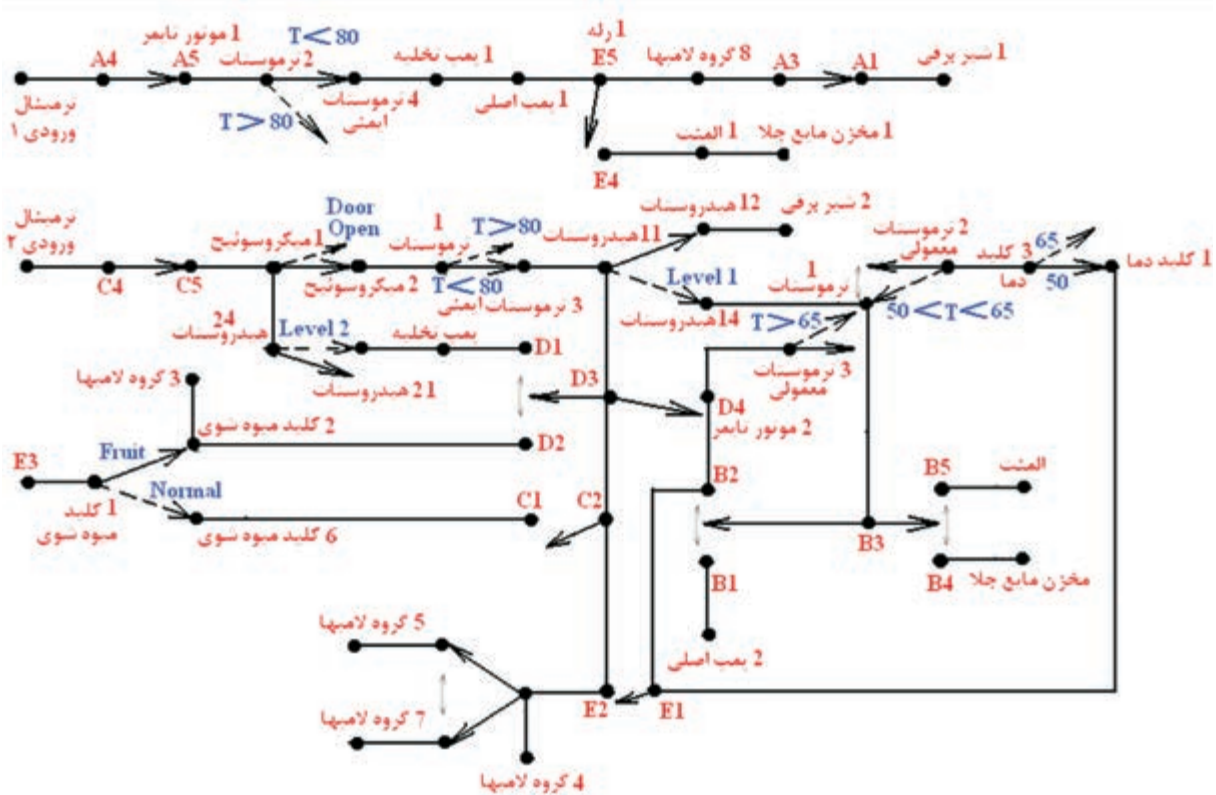 T<80
T>80
A4
A5
موتور تایمر 1
ترموستات 2
ترمینال
ورودی ۱
ترموستات 4
ایمنی
پمپ تخلیه 1
پمپ اصلی 1
رله 1
E5
گروه لامپها 8
A3
A1
شیر برقی 1
E4
المنت 1
مخزن مایع جلا 1
ترمینال
ورودی ۲
C4
C5
میکروسوئیچ 1
Door
Open
میکروسوئیچ 2
1
ترموستات
T>80
T<80
ترموستات ایمنی 3
هیدروستات 11
هیدروستات 12
شیر برقی 2
Level 1
هیدروستات 14
1
ترموستات
ترموستات 2
معمولی
50<T<65
کلید 3
دما
65
50
کلید دما 1
24
هیدروستات
Level 2
پمپ تخلیه
D1
هیدروستات 21
T>65
ترموستات 3
معمولی
D3
D4
موتور تایمر 2
گروه لامپها 3
کلید میوه شوی 2
D2
E3
Fruit
Normal
کلید 1
میوه شوی
کلید میوه شوی 6
C1
C2
B2
B1
پمپ اصلی 2
B3
B5
المنت
B4
مخزن مایع جلا
گروه لامپها 5
گروه لامپها 7
گروه لامپها 4
E2
E1